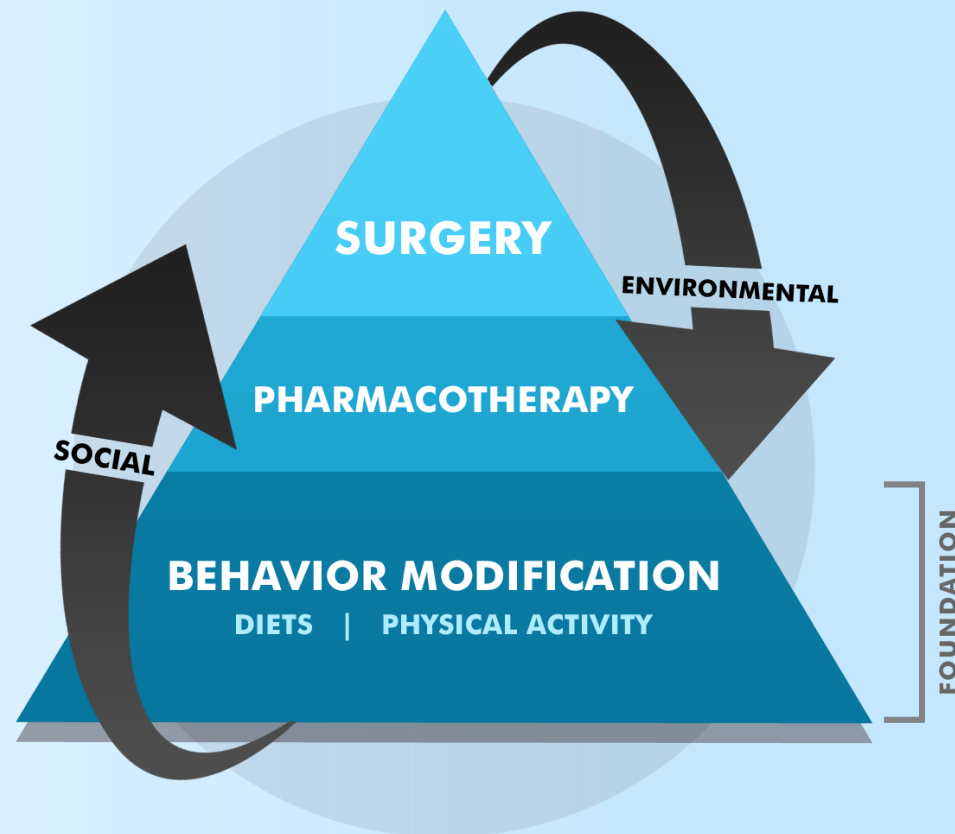 SURGERY
ENVIRONMENTAL
PHARMACOTHERAPY
SOCIAL
BEHAVIOR MODIFICATION
DIETS | PHYSICAL ACTIVITY
FOUNDATION